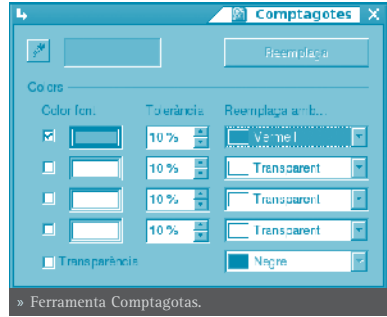 Comptagotes
Reemplaça
Colors
Color font Tolerància Reemplaça amb...
10 % Vermell
10 % Transparent
10 % Transparent
10 % Transparent
Transparència Negre
» Ferramenta Comptagotas.